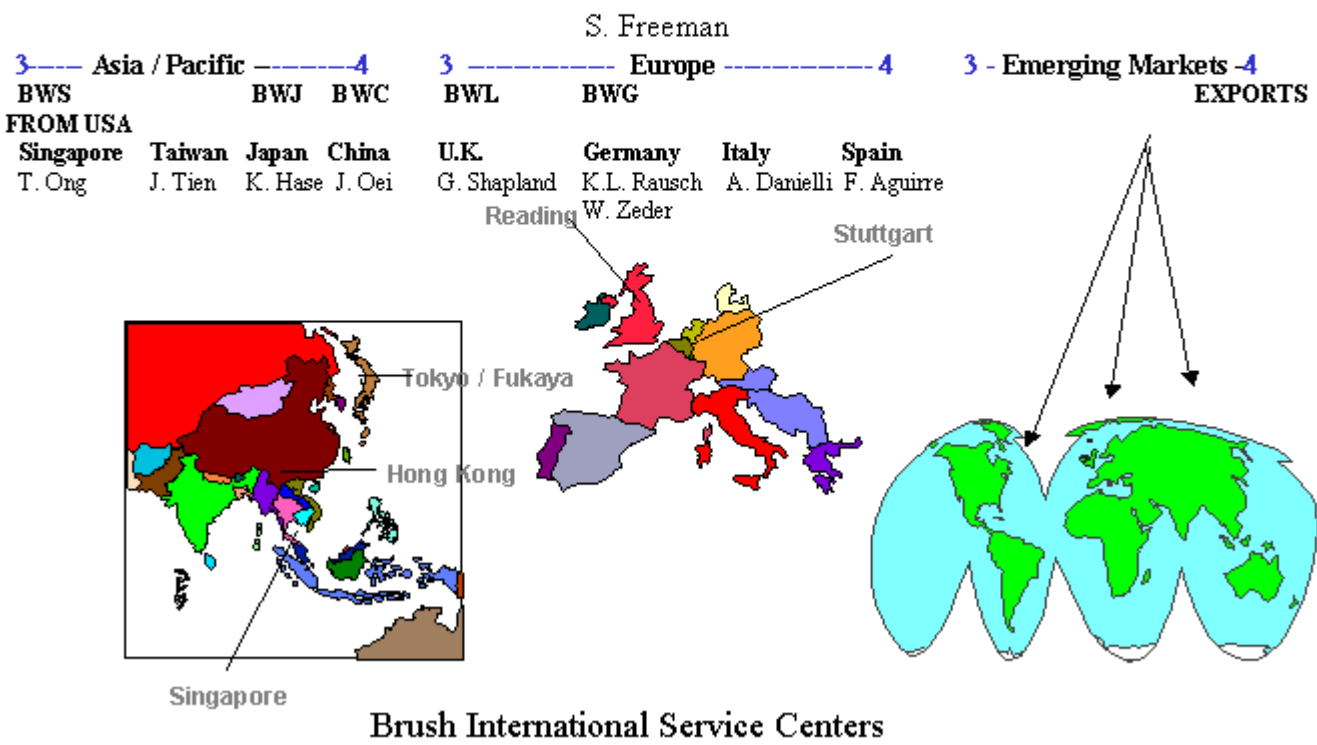 S. Freeman
3------ Asia / Pacific -----------4 3 ---------------- Europe ---------------- 4 3 - Emerging Markets -4
BWS BWJ BWC BWL BWG EXPORTS
FROM USA
Singapore Taiwan Japan China U.K. Germany Italy Spain
T. Ong J. Tien K. Hase J. Oei G. Shapland K.L. Rausch A. Danielli F. Aguirre
W. Zeder
Reading
Stuttgart
Tokyo / Fukaya
Hong Kong
Singapore
Brush International Service Centers